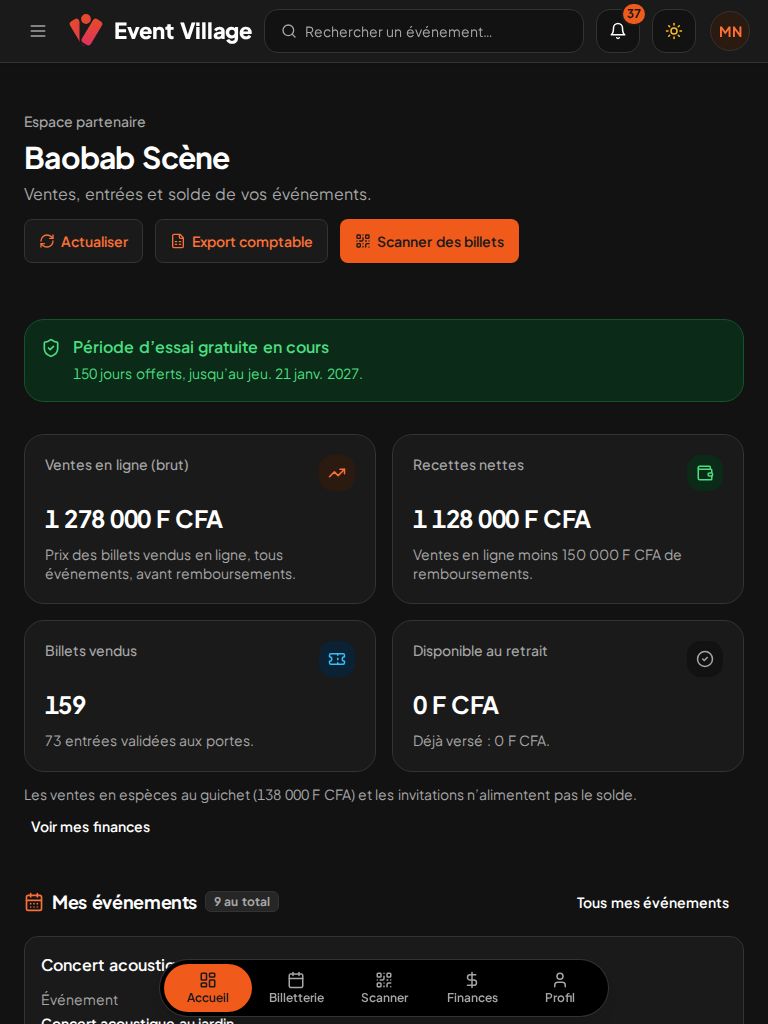 Event Village
Rechercher un événement...
37
MN
Espace partenaire
Baobab Scène
Ventes, entrées et solde de vos événements.
Actualiser
Export comptable
Scanner des billets
Période d’essai gratuite en cours
150 jours offerts, jusqu’au jeu. 21 janv. 2027.
Ventes en ligne (brut)
1 278 000 F CFA
Prix des billets vendus en ligne, tous
événements, avant remboursements.
Recettes nettes
1 128 000 F CFA
Ventes en ligne moins 150 000 F CFA de
remboursements.
Billets vendus
159
73 entrées validées aux portes.
Disponible au retrait
0 F CFA
Déjà versé : 0 F CFA.
Les ventes en espèces au guichet (138 000 F CFA) et les invitations n’alimentent pas le solde.
Voir mes finances
Mes événements
9 au total
Tous mes événements
Concert acoustiq
Événement
Concert acoustique au jardin
Accueil
Billetterie
Scanner
Finances
Profil